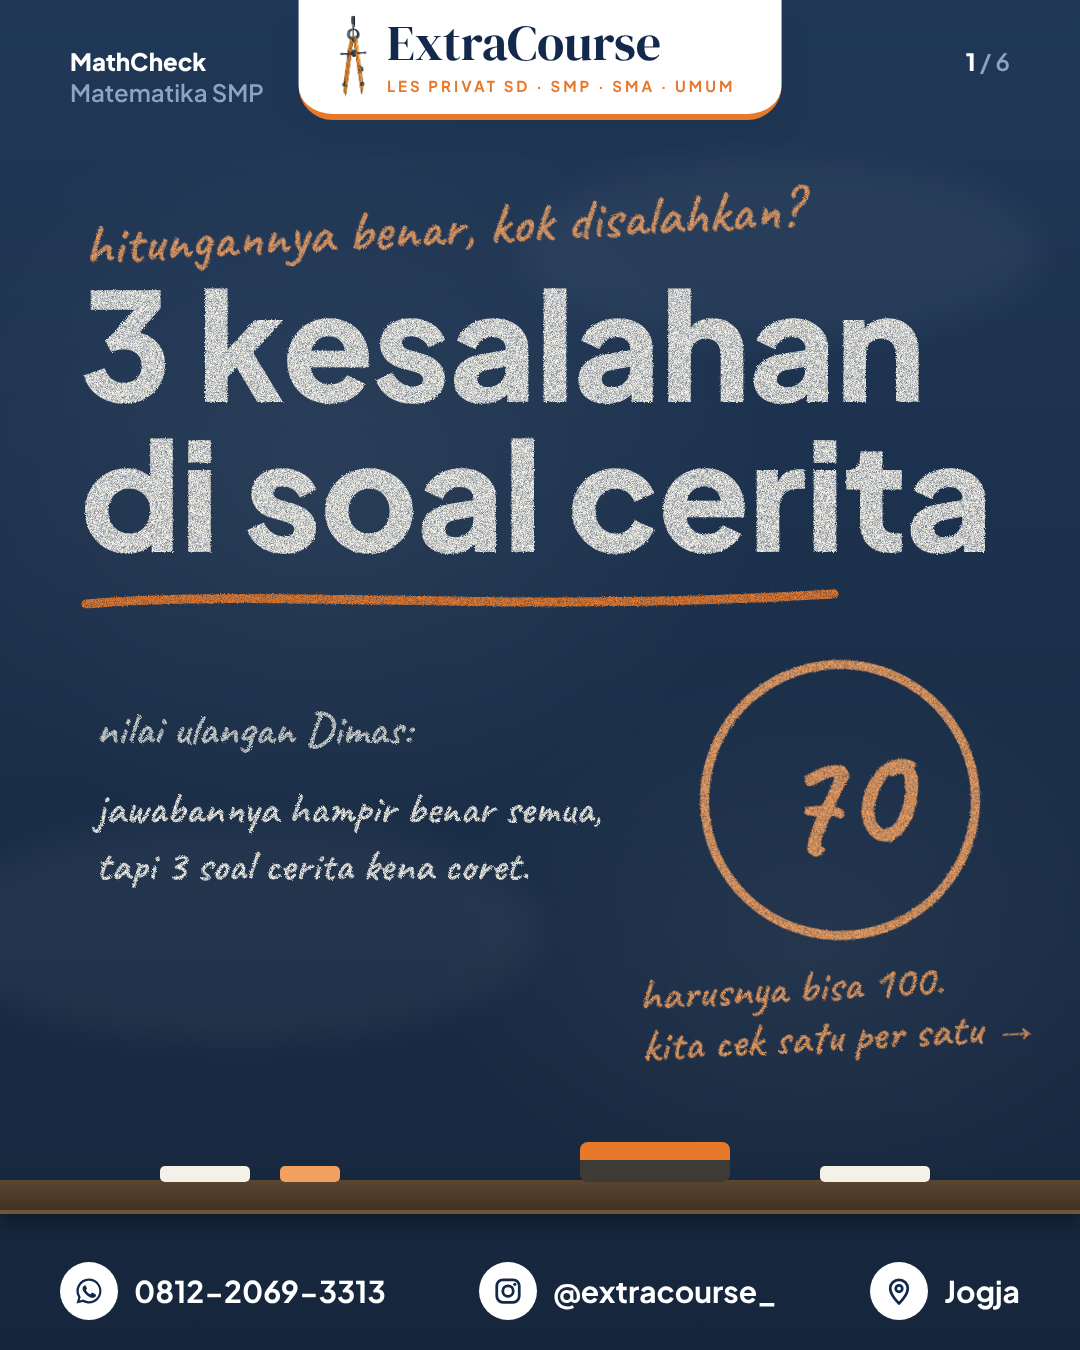 MathCheck
Matematika SMP
ExtraCourse
LES PRIVAT SD · SMP · SMA · UMUM
1 / 6
hitungannya benar, kok disalahkan?
3 kesalahan
di soal cerita
nilai ulangan Dimas:
jawabannya hampir benar semua,
tapi 3 soal cerita kena coret.
70
harusnya bisa 100.
kita cek satu per satu →
0812-2069-3313
@extracourse_
Jogja